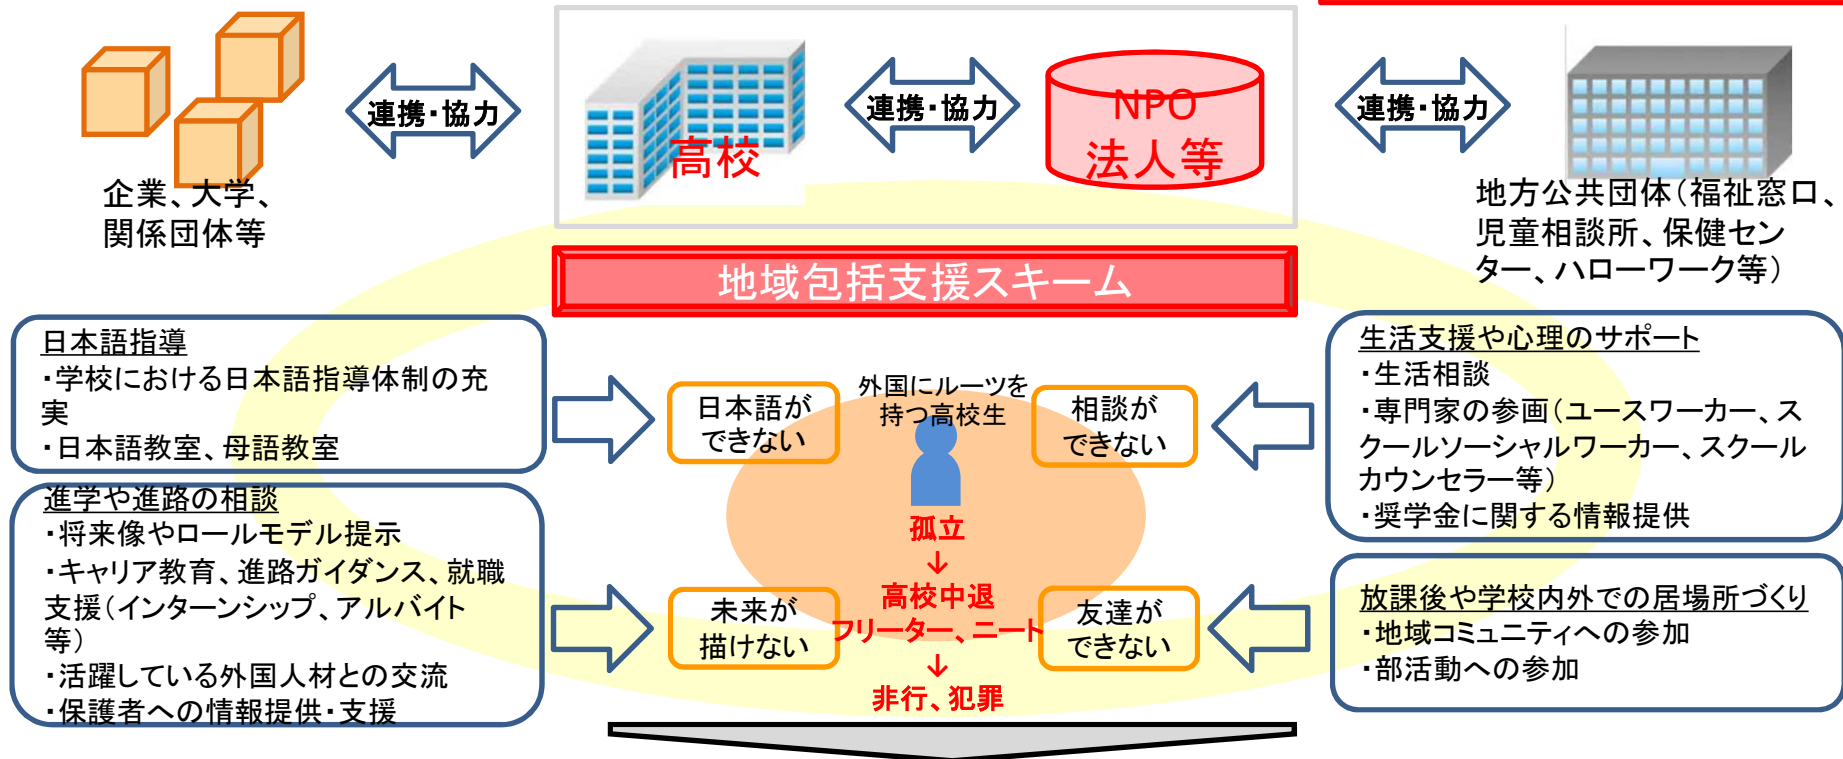 連携・協力
連携・協力
連携・協力
高校
NPO
法人等
企業、大学、
関係団体等
地方公共団体(福祉窓口、
児童相談所、保健セン
ター、ハローワーク等)
地域包括支援スキーム
日本語指導
・学校における日本語指導体制の充
実
・日本語教室、母語教室
進学や進路の相談
・将来像やロールモデル提示
・キャリア教育、進路ガイダンス、就職
支援(インターンシップ、アルバイト
等)
・活躍している外国人材との交流
・保護者への情報提供・支援
日本語が
できない
外国にルーツを
持つ高校生
相談が
できない
孤立
↓
高校中退
フリーター、ニート
↓
非行、犯罪
未来が
描けない
友達が
できない
生活支援や心理のサポート
・生活相談
・専門家の参画(ユースワーカー、ス
クールソーシャルワーカー、スクール
カウンセラー等)
・奨学金に関する情報提供
放課後や学校内外での居場所づくり
・地域コミュニティへの参加
・部活動への参加